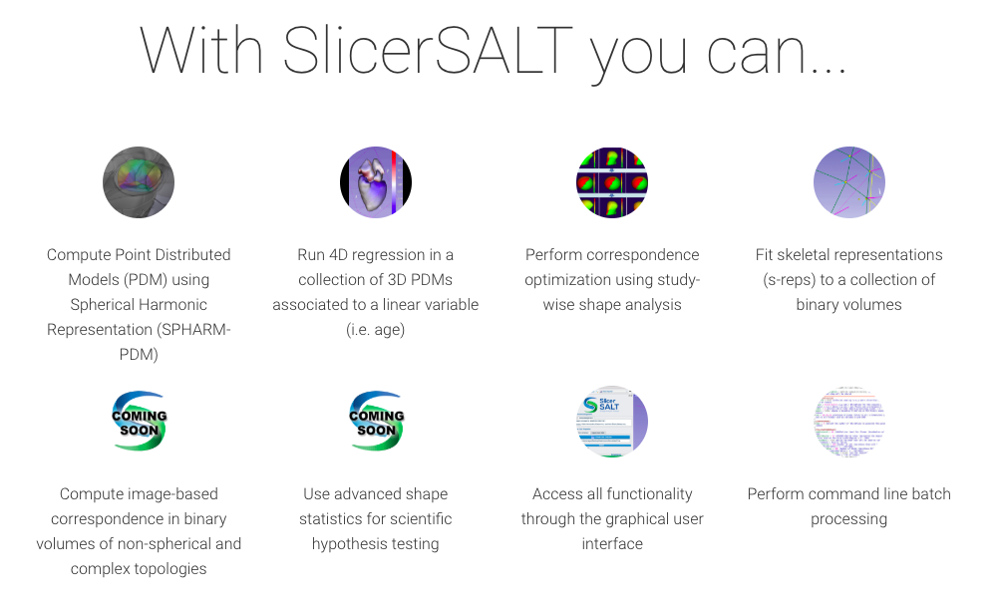 With SlicerSALT you can...
Compute Point Distributed
Models (PDM) using
Spherical Harmonic
Representation (SPHARM-
PDM)
Run 4D regression in a
collection of 3D PDMs
associated to a linear variable
(i.e. age)
Perform correspondence
optimization using study-
wise shape analysis
Fit skeletal representations
(s-reps) to a collection of
binary volumes
COMING
SOON
Compute image-based
correspondence in binary
volumes of non-spherical and
complex topologies
COMING
SOON
Use advanced shape
statistics for scientific
hypothesis testing
Slicer
SALT
Access all functionality
through the graphical user
interface
Perform command line batch
processing